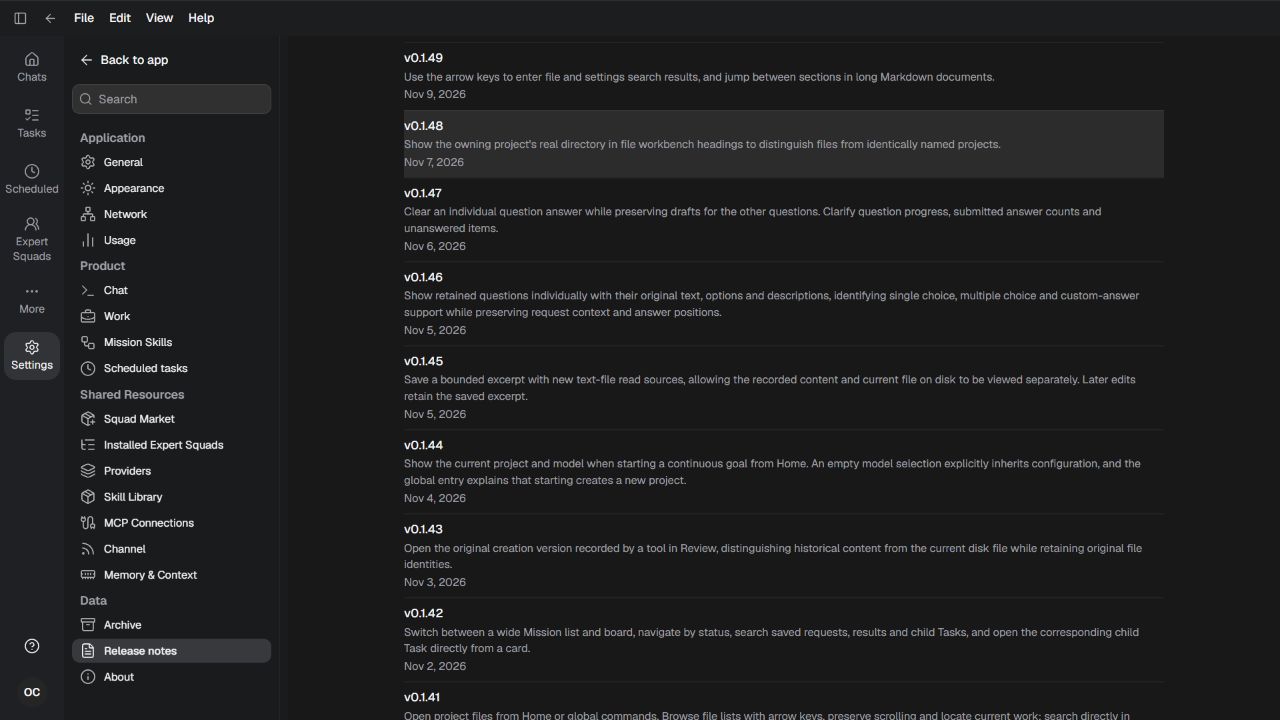 File Edit View Help
Chats
Tasks
Scheduled
Expert
Squads
More
Settings
OC
Back to app
Search
Application
General
Appearance
Network
Usage
Product
Chat
Work
Mission Skills
Scheduled tasks
Shared Resources
Squad Market
Installed Expert Squads
Providers
Skill Library
MCP Connections
Channel
Memory & Context
Data
Archive
Release notes
About
v0.1.49
Use the arrow keys to enter file and settings search results, and jump between sections in long Markdown documents.
Nov 9, 2026
v0.1.48
Show the owning project's real directory in file workbench headings to distinguish files from identically named projects.
Nov 7, 2026
v0.1.47
Clear an individual question answer while preserving drafts for the other questions. Clarify question progress, submitted answer counts and
unanswered items.
Nov 6, 2026
v0.1.46
Show retained questions individually with their original text, options and descriptions, identifying single choice, multiple choice and custom-answer
support while preserving request context and answer positions.
Nov 5, 2026
v0.1.45
Save a bounded excerpt with new text-file read sources, allowing the recorded content and current file on disk to be viewed separately. Later edits
retain the saved excerpt.
Nov 5, 2026
v0.1.44
Show the current project and model when starting a continuous goal from Home. An empty model selection explicitly inherits configuration, and the
global entry explains that starting creates a new project.
Nov 4, 2026
v0.1.43
Open the original creation version recorded by a tool in Review, distinguishing historical content from the current disk file while retaining original file
identities.
Nov 3, 2026
v0.1.42
Switch between a wide Mission list and board, navigate by status, search saved requests, results and child Tasks, and open the corresponding child
Task directly from a card.
Nov 2, 2026
v0.1.41
Open project files from Home or global commands. Browse file lists with arrow keys, preserve scrolling and locate current work; search directly in